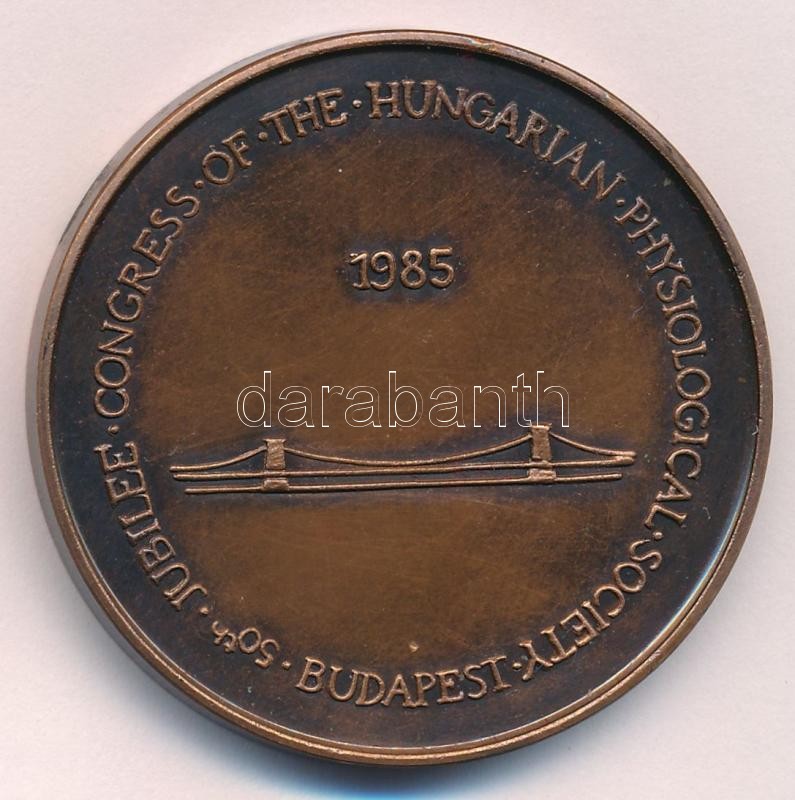 50th · JUBILEE · CONGRESS · OF · THE · HUNGARIAN · PHYSIOLOGICAL · SOCIETY · BUDAPEST ·
1985
darabanth